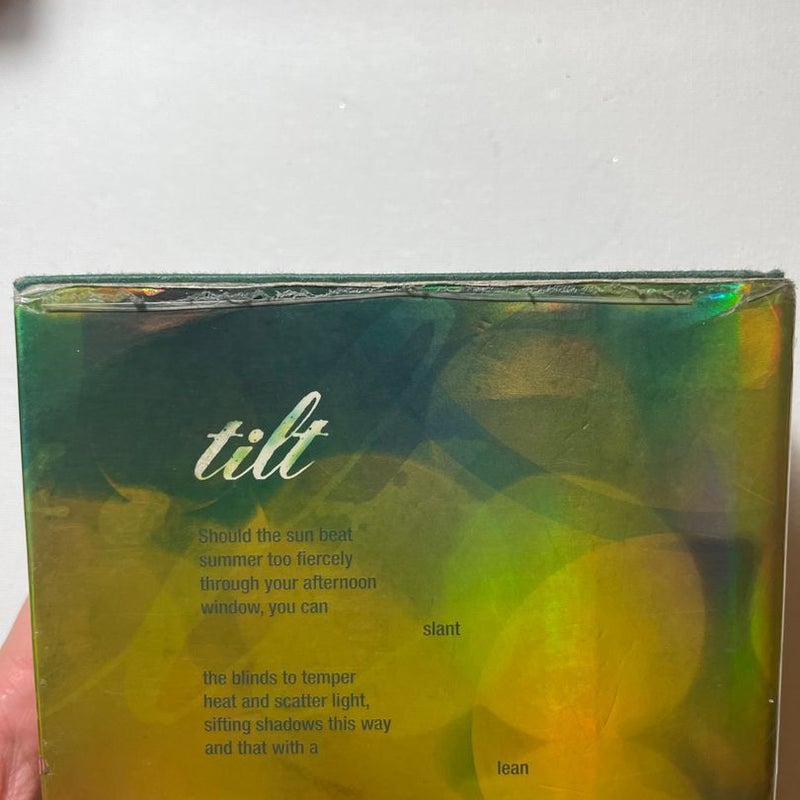 tilt
Should the sun beat
summer too fiercely
through your afternoon
window, you can
slant
the blinds to temper
heat and scatter light,
sifting shadows this way
and that with a
lean